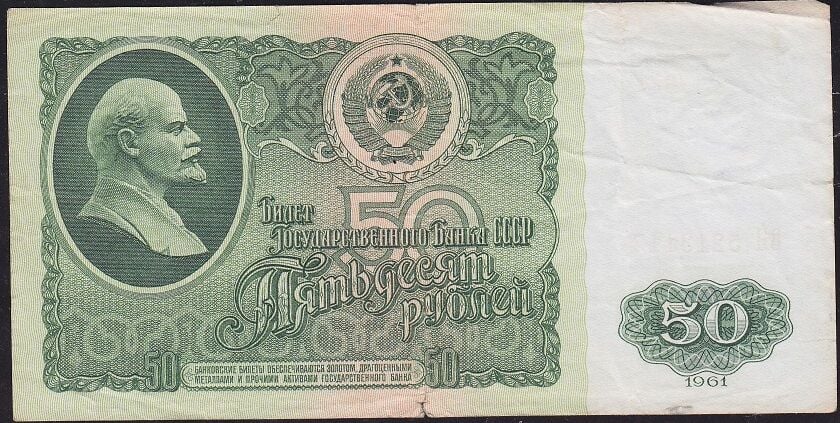 50
Билет
Государственного Банка СССР
Пятьдесят
рублей
50
БАНКОВСКИЕ БИЛЕТЫ ОБЕСПЕЧИВАЮТСЯ ЗОЛОТОМ, ДРАГОЦЕННЫМИ
МЕТАЛЛАМИ И ПРОЧИМИ АКТИВАМИ ГОСУДАРСТВЕННОГО БАНКА
50
50
1961